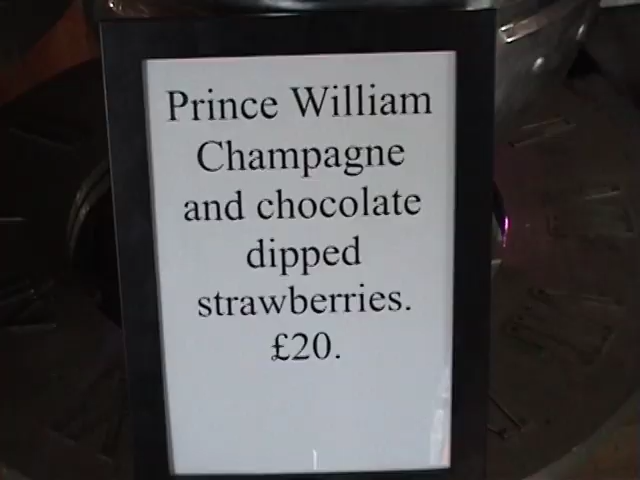 Prince William
Champagne
and chocolate
dipped
strawberries.
£20.